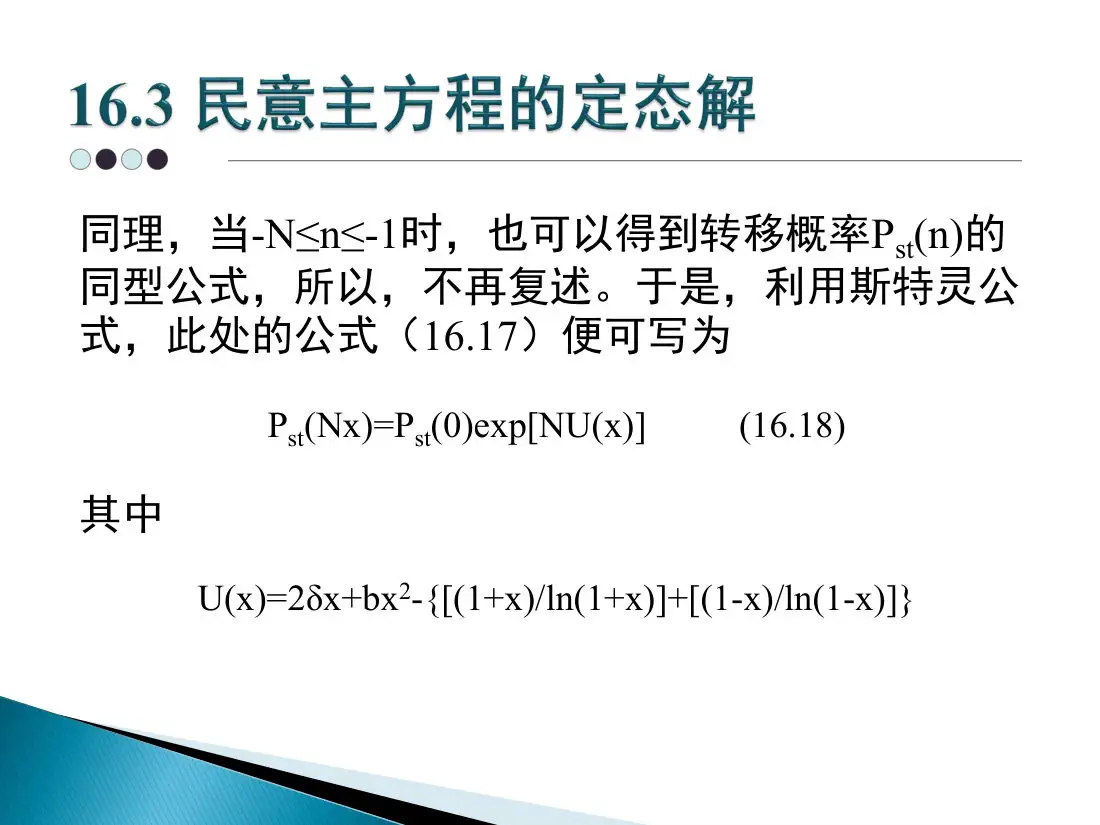 16.3 民意主方程的定态解
同理，当-N≤n≤-1时，也可以得到转移概率Pst(n)的
同型公式，所以，不再复述。于是，利用斯特灵公
式，此处的公式（16.17）便可写为
Pst(Nx)=Pst(0)exp[NU(x)] (16.18)
其中
U(x)=2δx+bx2-{[(1+x)/ln(1+x)]+[(1-x)/ln(1-x)]}